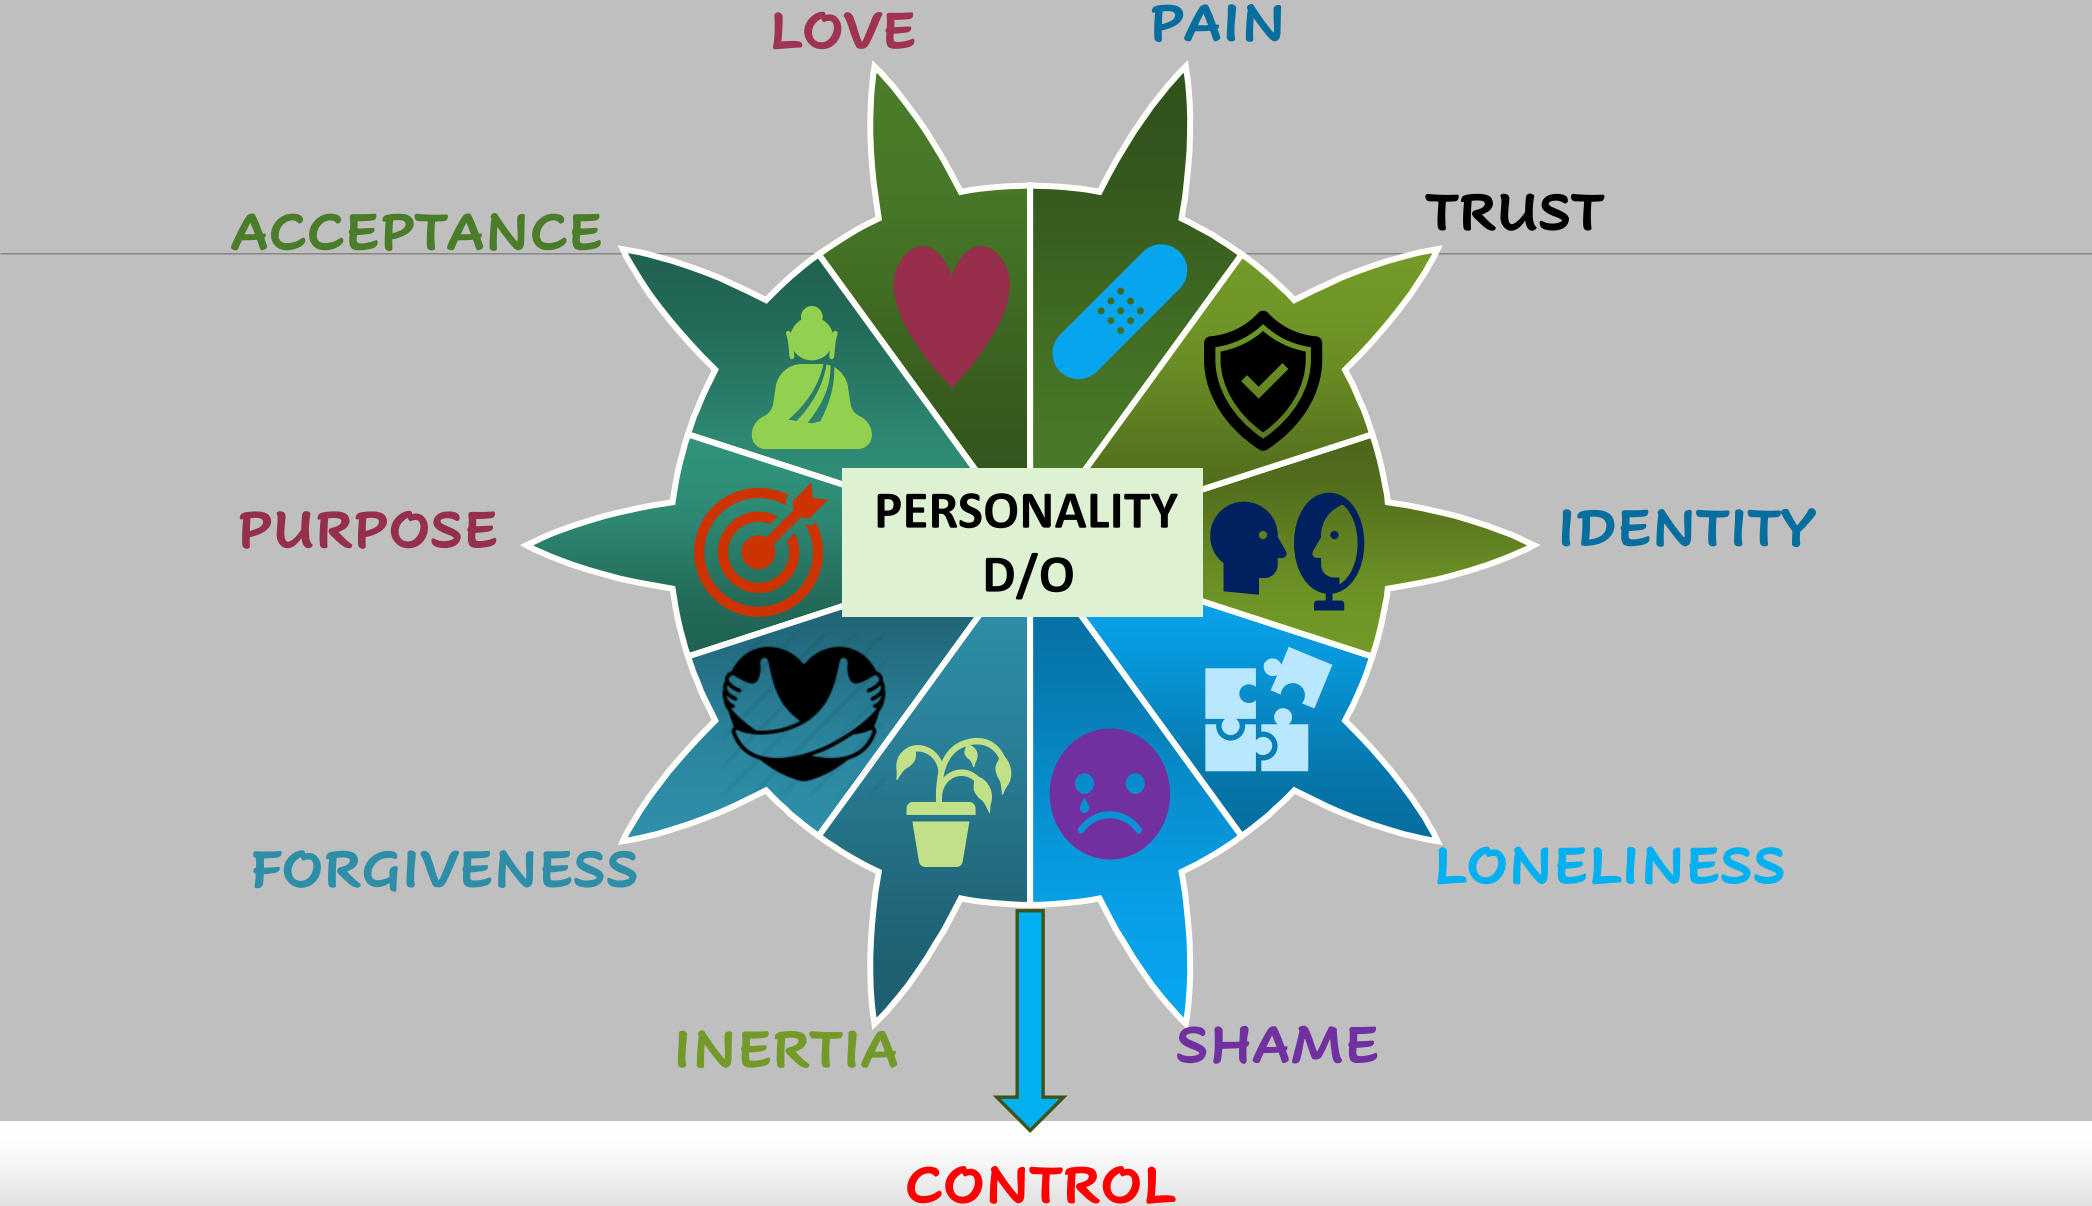 LOVE
PAIN
TRUST
ACCEPTANCE
PERSONALITY
D/O
PURPOSE
IDENTITY
FORGIVENESS
LONELINESS
INERTIA
SHAME
CONTROL